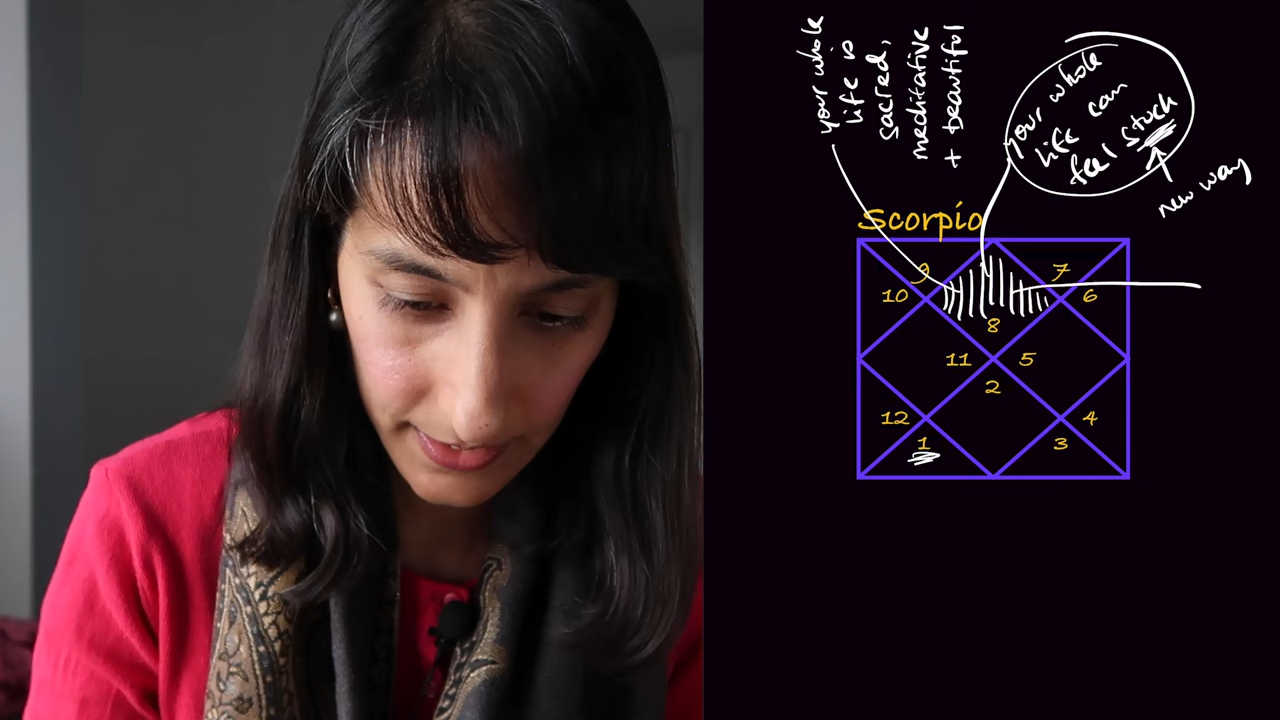 your whole
life is
sacred,
meditative
+ beautiful
your whole
life can
feel stuck
new way
Scorpio
9
7
10
6
8
11
5
2
12
4
1
3